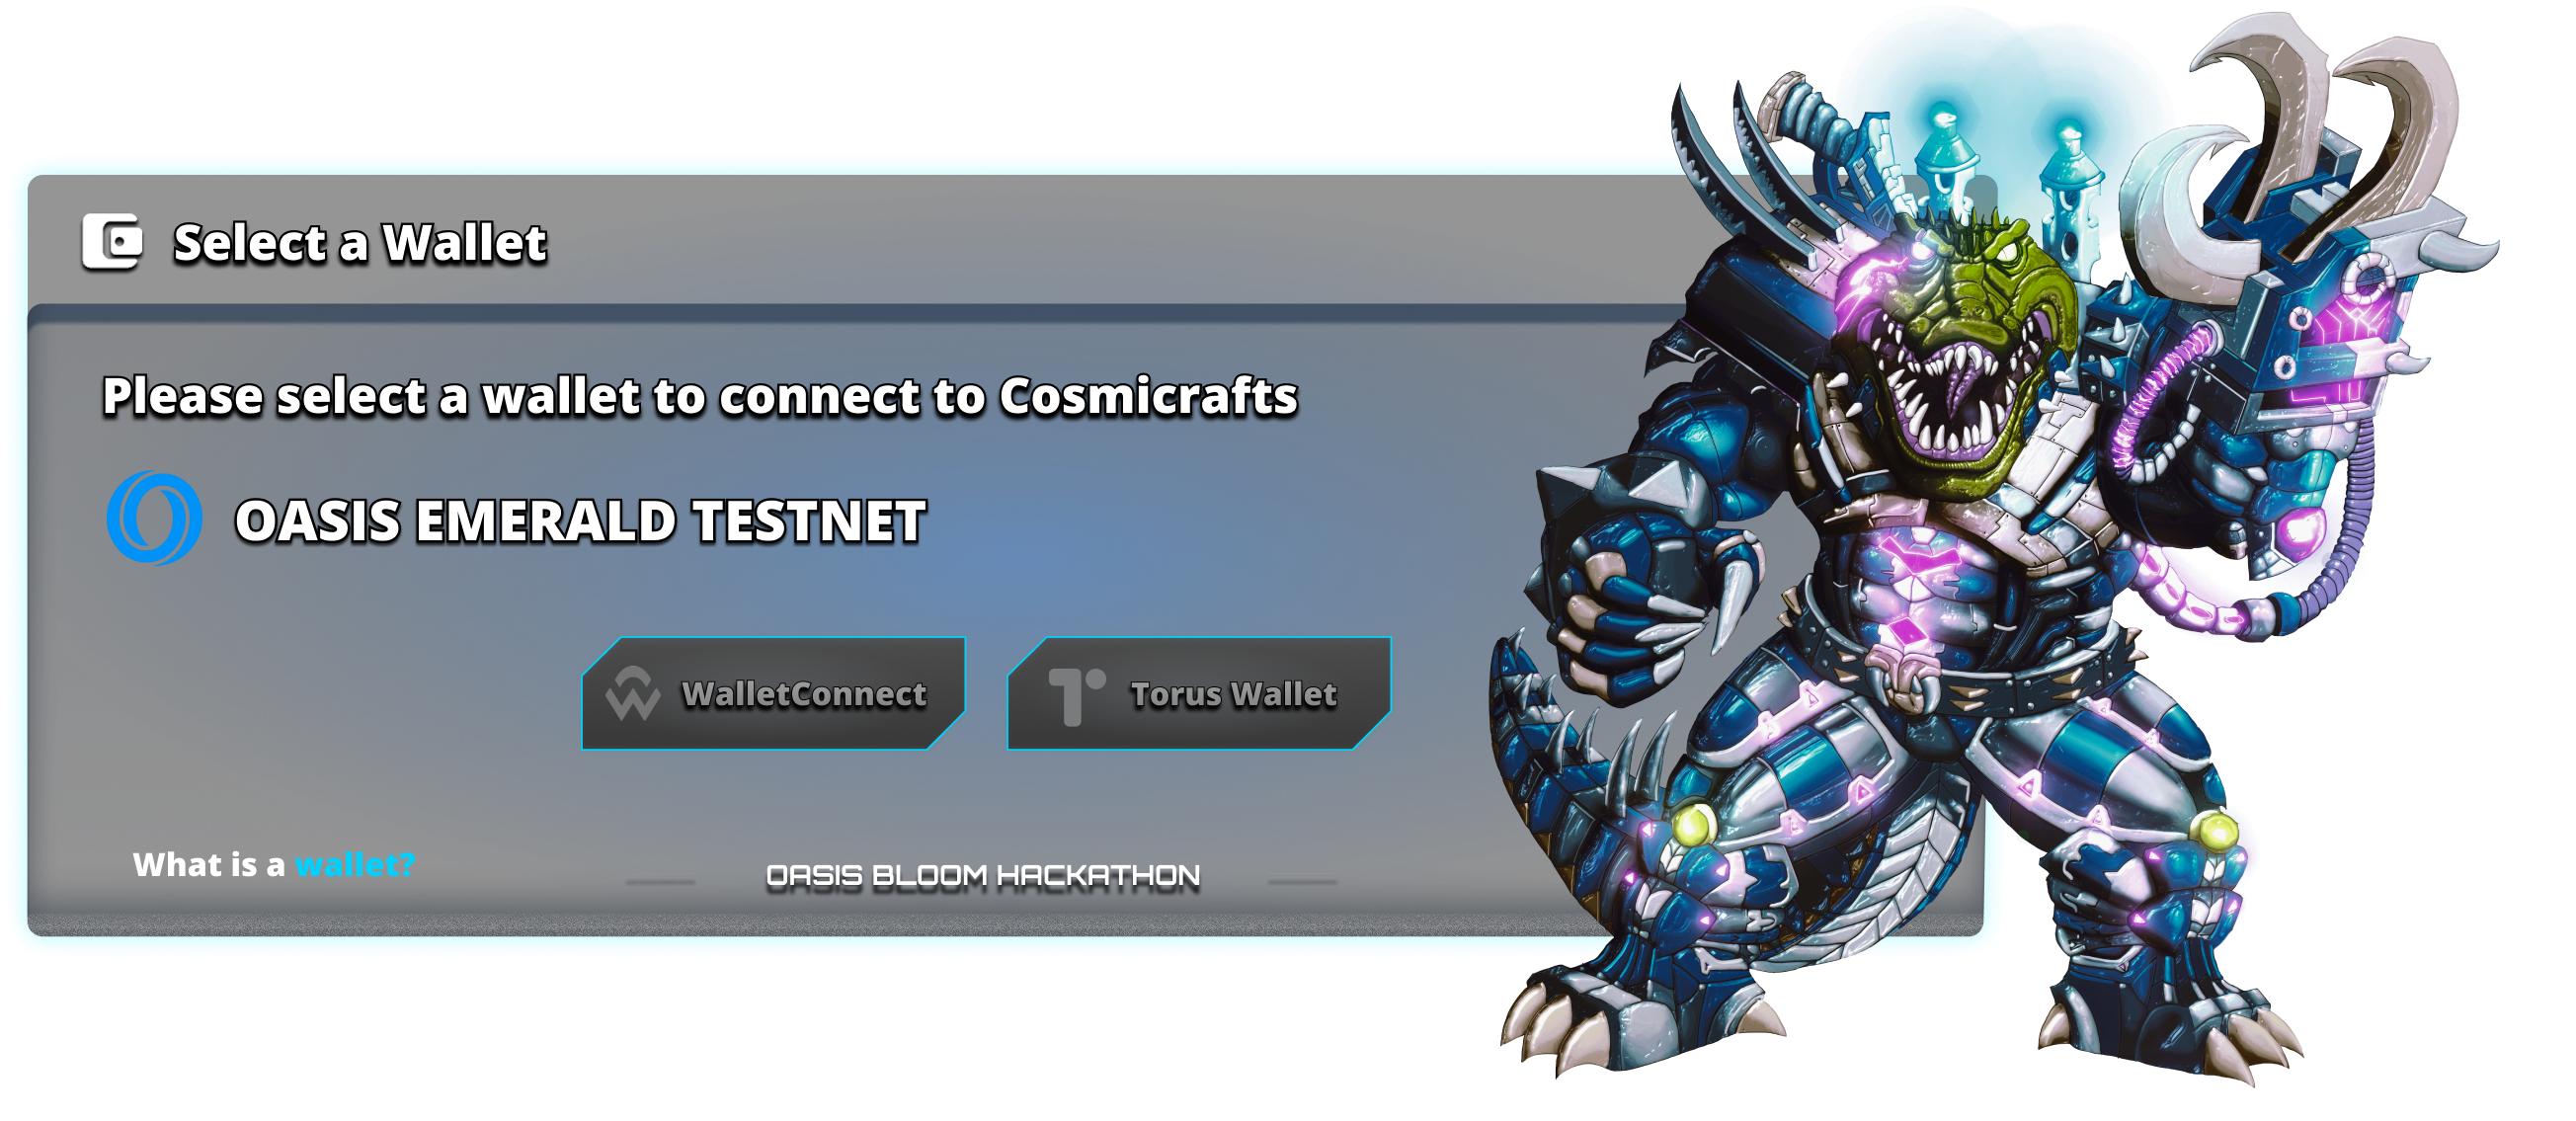 Select a Wallet
Please select a wallet to connect to Cosmicrafts
OASIS EMERALD TESTNET
WalletConnect
Torus Wallet
What is a wallet?
OASIS BLOOM HACKATHON